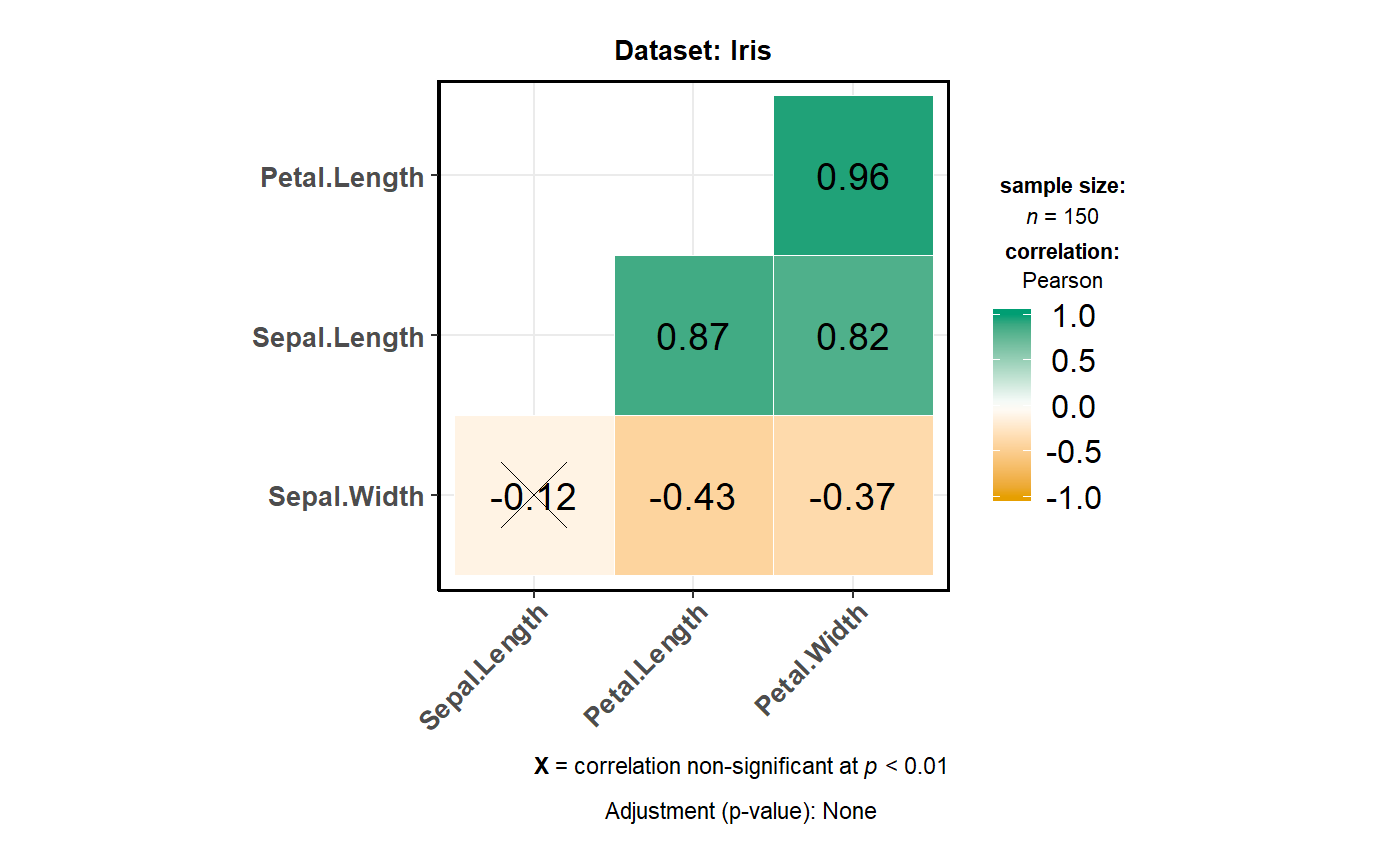 Dataset: Iris
Petal.Length
0.96
Sepal.Length
0.87
0.82
Sepal.Width
-0.12
-0.43
-0.37
Sepal.Length
Petal.Length
Petal.Width
sample size:
n = 150
correlation:
Pearson
1.0
0.5
0.0
-0.5
-1.0
X = correlation non-significant at p < 0.01
Adjustment (p-value): None